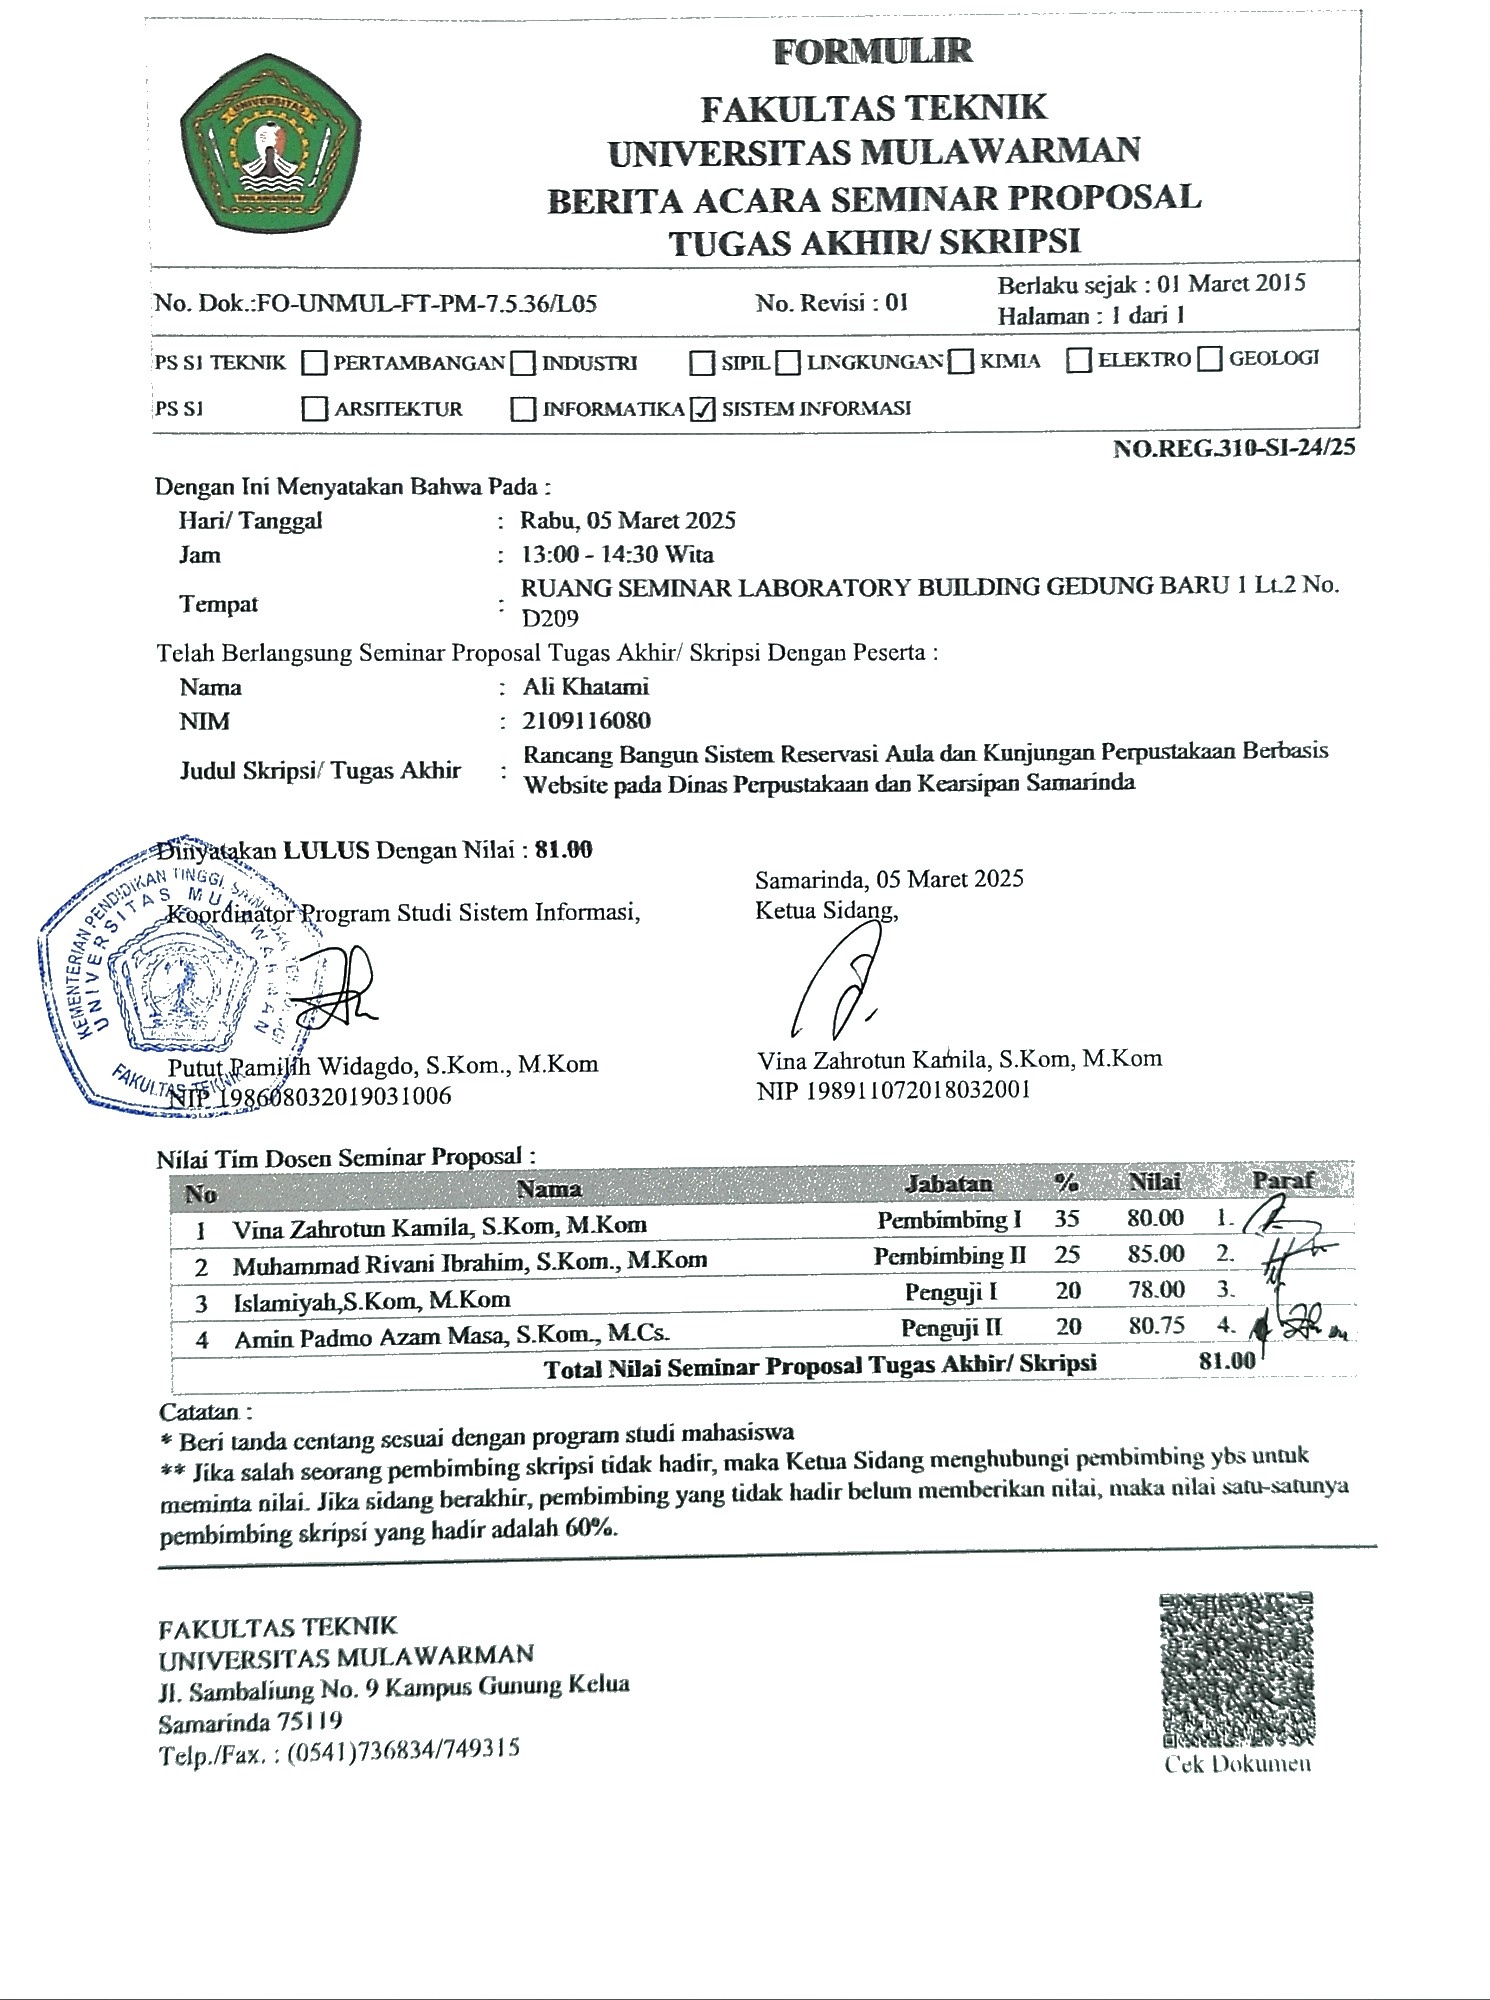 FORMULIR
FAKULTAS TEKNIK
UNIVERSITAS MULAWARMAN
BERITA ACARA SEMINAR PROPOSAL
TUGAS AKHIR/ SKRIPSI
UNIVERSITAS
MULAWARMAN
No. Dok.:FO-UNMUL-FT-PM-7.5.36/L05 No. Revisi : 01 Berlaku sejak : 01 Maret 2015
Halaman : 1 dari 1
PS S1 TEKNIK PERTAMBANGAN INDUSTRI SIPIL LINGKUNGAN KIMIA ELEKTRO GEOLOGI
PS S1 ARSITEKTUR INFORMATIKA ✓ SISTEM INFORMASI
NO.REG.310-SI-24/25
Dengan Ini Menyatakan Bahwa Pada :
Hari/ Tanggal : Rabu, 05 Maret 2025
Jam : 13:00 - 14:30 Wita
Tempat : RUANG SEMINAR LABORATORY BUILDING GEDUNG BARU 1 Lt.2 No.
D209
Telah Berlangsung Seminar Proposal Tugas Akhir/ Skripsi Dengan Peserta :
Nama : Ali Khatami
NIM : 2109116080
Judul Skripsi/ Tugas Akhir : Rancang Bangun Sistem Reservasi Aula dan Kunjungan Perpustakaan Berbasis
Website pada Dinas Perpustakaan dan Kearsipan Samarinda
Dinyatakan LULUS Dengan Nilai : 81.00
Samarinda, 05 Maret 2025
Koordinator Program Studi Sistem Informasi, Ketua Sidang,
KEMENTERIAN PENDIDIKAN TINGGI,
UNIVERSITAS MULAWARMAN
FAKULTAS TEKNIK
Putut Pamilih Widagdo, S.Kom., M.Kom Vina Zahrotun Kamila, S.Kom, M.Kom
NIP 198608032019031006 NIP 198911072018032001
Nilai Tim Dosen Seminar Proposal :
No Nama Jabatan % Nilai Paraf
1 Vina Zahrotun Kamila, S.Kom, M.Kom Pembimbing I 35 80.00 1.
2 Muhammad Rivani Ibrahim, S.Kom., M.Kom Pembimbing II 25 85.00 2.
3 Islamiyah,S.Kom, M.Kom Penguji I 20 78.00 3.
4 Amin Padmo Azam Masa, S.Kom., M.Cs. Penguji II 20 80.75 4.
Total Nilai Seminar Proposal Tugas Akhir/ Skripsi 81.00
Catatan :
* Beri tanda centang sesuai dengan program studi mahasiswa
** Jika salah seorang pembimbing skripsi tidak hadir, maka Ketua Sidang menghubungi pembimbing ybs untuk
meminta nilai. Jika sidang berakhir, pembimbing yang tidak hadir belum memberikan nilai, maka nilai satu-satunya
pembimbing skripsi yang hadir adalah 60%.
FAKULTAS TEKNIK
UNIVERSITAS MULAWARMAN
Jl. Sambaliung No. 9 Kampus Gunung Kelua
Samarinda 75119
Telp./Fax. : (0541)736834/749315
Cek Dokumen